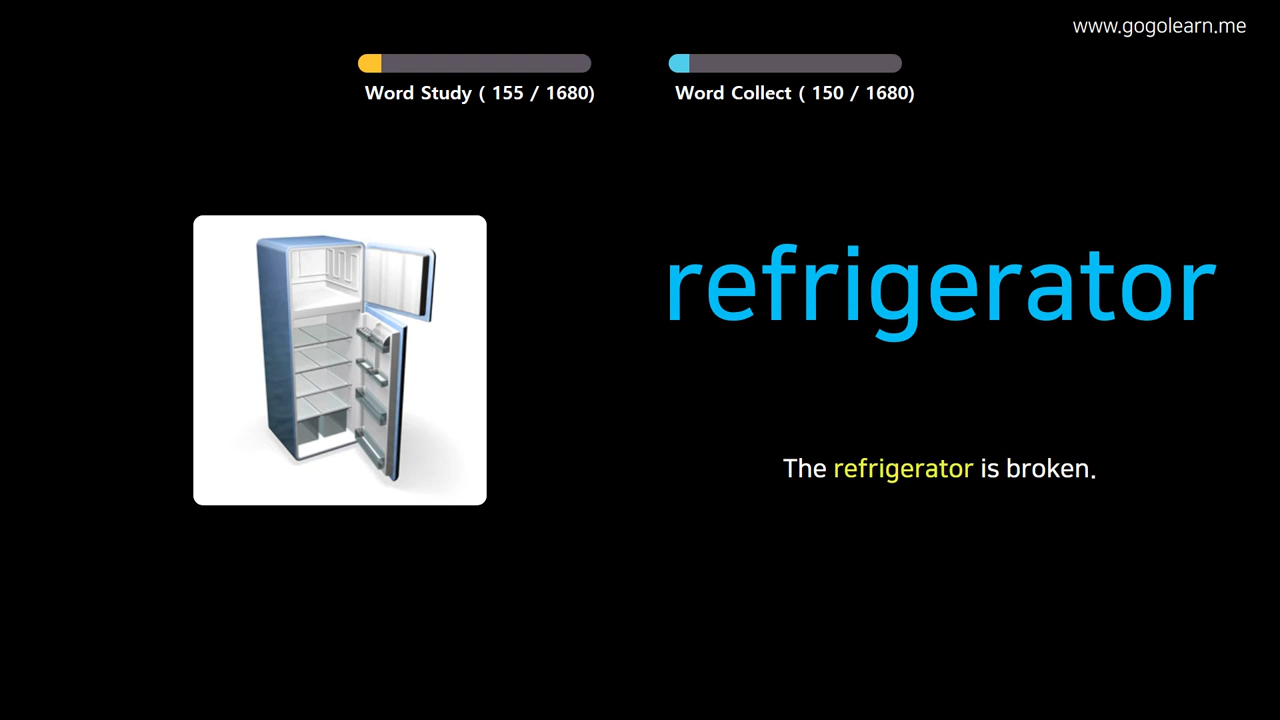 www.gogolearn.me
Word Study ( 155 / 1680)
Word Collect ( 150 / 1680)
refrigerator
The refrigerator is broken.